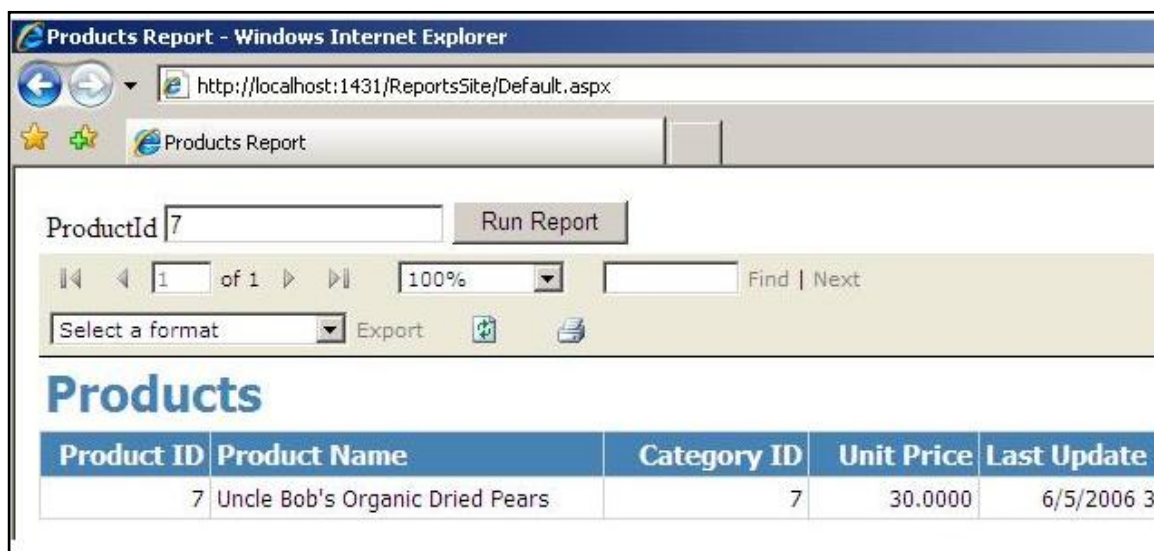 Products Report - Windows Internet Explorer
http://localhost:1431/ReportsSite/Default.aspx
Products Report
ProductId 7 Run Report
1 of 1 100% Find | Next
Select a format Export
Products
Product ID Product Name Category ID Unit Price Last Update
7 Uncle Bob's Organic Dried Pears 7 30.0000 6/5/2006 3